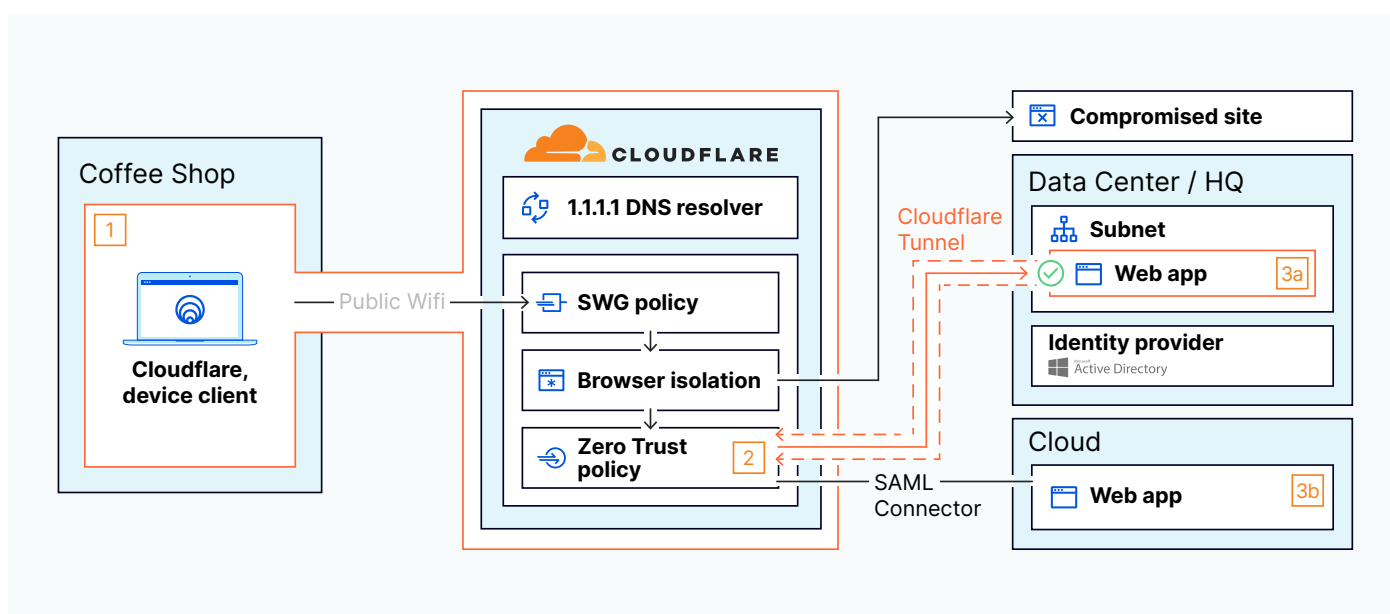 Coffee Shop
1
Cloudflare,
device client
Public Wifi
CLOUDFLARE
1.1.1.1 DNS resolver
SWG policy
Browser isolation
Zero Trust
policy
2
Cloudflare
Tunnel
SAML
Connector
Compromised site
Data Center / HQ
Subnet
Web app
3a
Identity provider
Microsoft
Active Directory
Cloud
Web app
3b